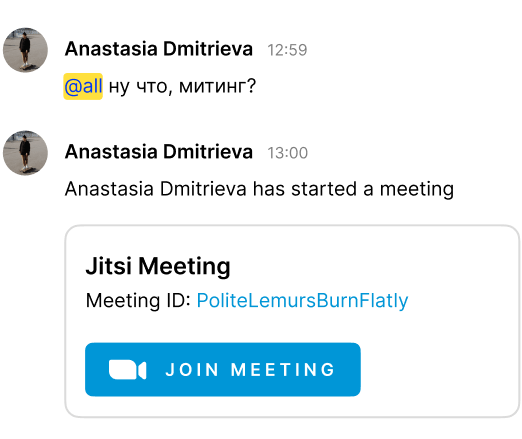 Anastasia Dmitrieva 12:59
@all ну что, митинг?
Anastasia Dmitrieva 13:00
Anastasia Dmitrieva has started a meeting
Jitsi Meeting
Meeting ID: PoliteLemursBurnFlatly
JOIN MEETING